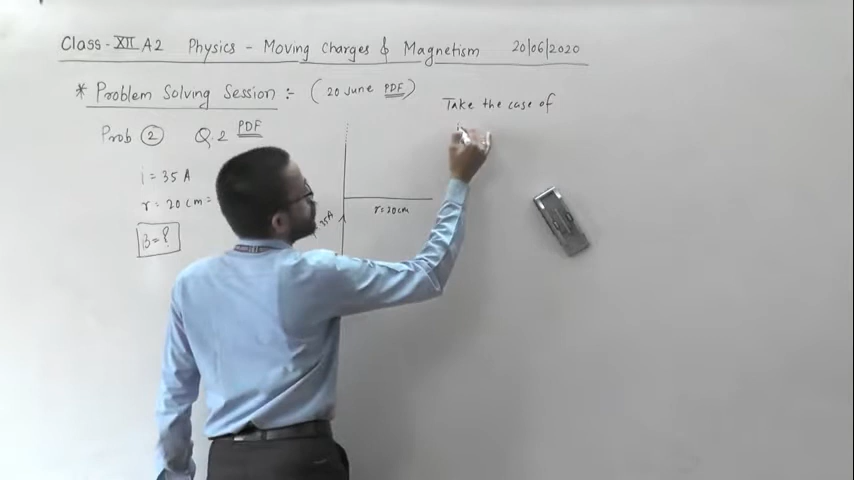 Class-XII A2 Physics - Moving Charges & Magnetism 20/06/2020
* Problem Solving Session :- (20 June PDF)
Take the case of
Prob 2 Q.2 PDF
i = 35 A
r = 20 cm =
B = ?
35A
r=20cm